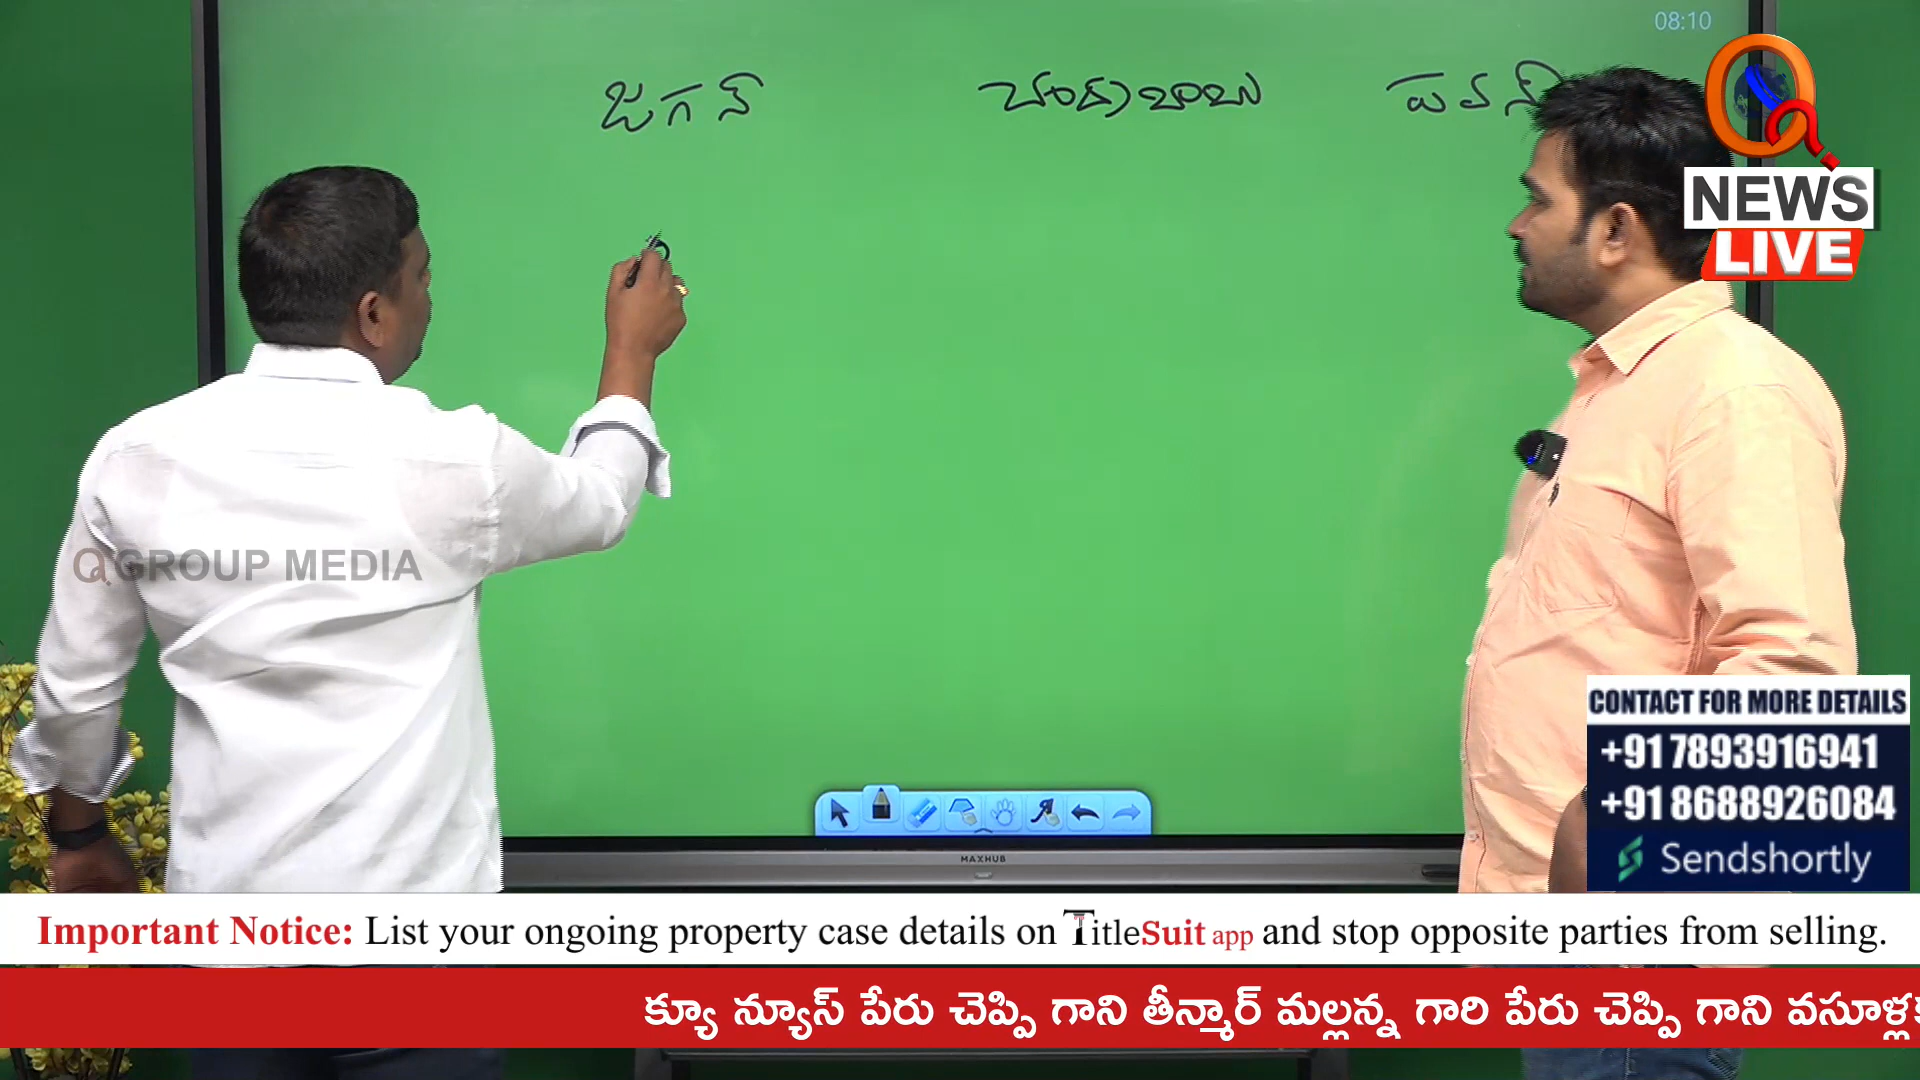 08:10
జగన్ చంద్రబాబు పవన్
Q
NEWS
LIVE
Q GROUP MEDIA
CONTACT FOR MORE DETAILS
+91 7893916941
+91 8688926084
Sendshortly
MAXHUB
Important Notice: List your ongoing property case details on TitleSuit app and stop opposite parties from selling.
క్యూ న్యూస్ పేరు చెప్పి గాని తీన్మార్ మల్లన్న గారి పేరు చెప్పి గాని